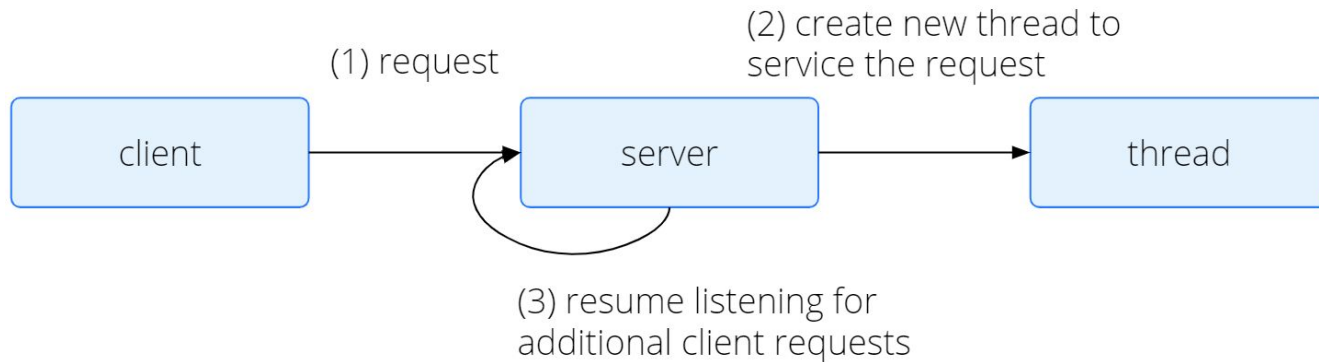 (1) request
(2) create new thread to
service the request
client
server
thread
(3) resume listening for
additional client requests